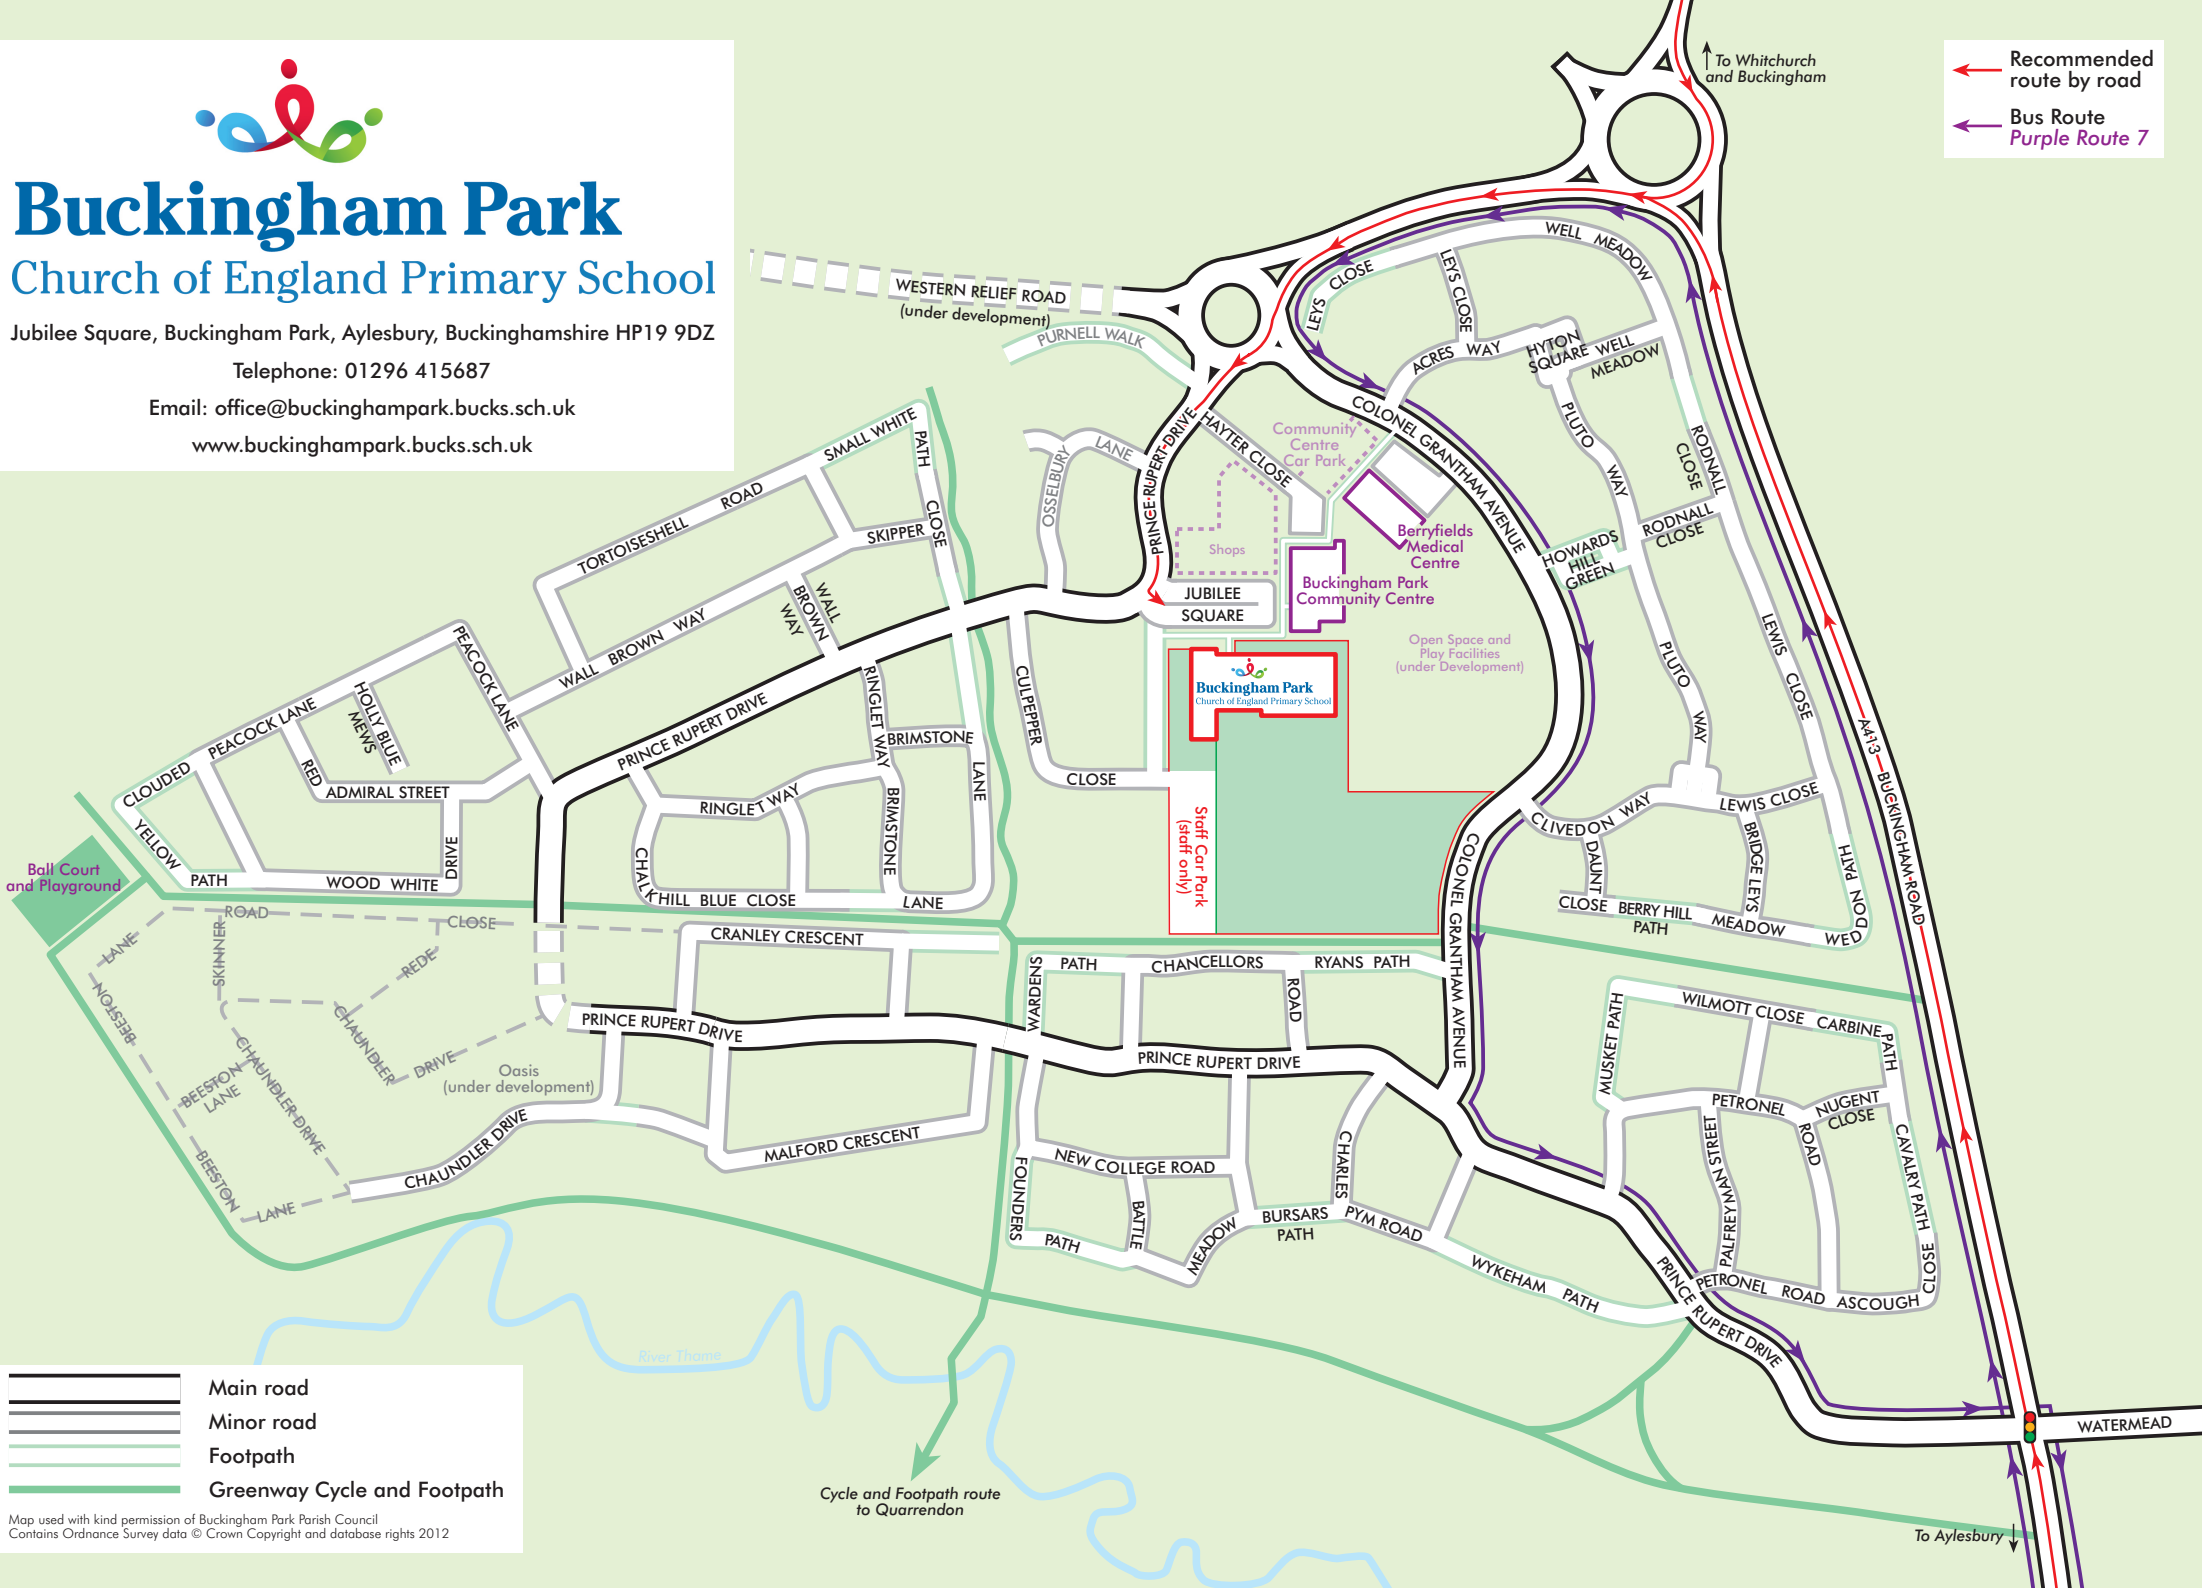 Buckingham Park
Church of England Primary School
Jubilee Square, Buckingham Park, Aylesbury, Buckinghamshire HP19 9DZ
Telephone: 01296 415687
Email: office@buckinghampark.bucks.sch.uk
www.buckinghampark.bucks.sch.uk
To Whitchurch
and Buckingham
Recommended
route by road
Bus Route
Purple Route 7
WESTERN RELIEF ROAD
(under development)
PURNELL WALK
WELL MEADOW
LEYS CLOSE
LEYS CLOSE
ACRES WAY
HYTON
SQUARE
WELL
MEADOW
COLONEL GRANTHAM AVENUE
PLUTO WAY
RODNALL
CLOSE
RODNALL
CLOSE
HOWARDS
HILL
GREEN
HAYTER CLOSE
Community
Centre
Car Park
PRINCE RUPERT DRIVE
OSSELBURY LANE
Shops
Berryfields
Medical
Centre
Buckingham Park
Community Centre
JUBILEE
SQUARE
Open Space and
Play Facilities
(under Development)
Buckingham Park
Church of England Primary School
SMALL WHITE
PATH
CLOSE
TORTOISESHELL ROAD
SKIPPER
WALL
BROWN
WAY
WALL BROWN WAY
PEACOCK LANE
PEACOCK LANE
HOLLY BLUE
MEWS
CLOUDED
YELLOW
PATH
RED
ADMIRAL STREET
WOOD WHITE
DRIVE
PRINCE RUPERT DRIVE
RINGLET WAY
RINGLET WAY
BRIMSTONE
LANE
BRIMSTONE
LANE
CHALK HILL BLUE CLOSE
CULPEPPER
CLOSE
Staff Car Park
(staff only)
PLUTO
WAY
LEWIS CLOSE
LEWIS CLOSE
CLIVEDON WAY
DAUNT
CLOSE
BRIDGE LEYS
BERRY HILL
PATH
MEADOW
WEDDON PATH
A413 BUCKINGHAM ROAD
COLONEL GRANTHAM AVENUE
Ball Court
and Playground
LANE
ROAD
SKINNER
CLOSE
REDE
BEESTON
CHAUNDLER
DRIVE
CHAUNDLER DRIVE
BEESTON
LANE
BEESTON
LANE
Oasis
(under development)
CHAUNDLER DRIVE
CRANLEY CRESCENT
PRINCE RUPERT DRIVE
MALFORD CRESCENT
WARDENS
PATH
CHANCELLORS
ROAD
RYANS PATH
PRINCE RUPERT DRIVE
FOUNDERS
PATH
NEW COLLEGE ROAD
BATTLE
MEADOW
BURSARS
PATH
CHARLES
PYM ROAD
WYKEHAM PATH
MUSKET PATH
WILMOTT CLOSE
CARBINE
PATH
PETRONEL
ROAD
NUGENT
CLOSE
PALFREYMAN STREET
CAVALRY PATH
PETRONEL ROAD
ASCOUGH
CLOSE
PRINCE RUPERT DRIVE
WATERMEAD
River Thame
Main road
Minor road
Footpath
Greenway Cycle and Footpath
Map used with kind permission of Buckingham Park Parish Council
Contains Ordnance Survey data © Crown Copyright and database rights 2012
Cycle and Footpath route
to Quarrendon
To Aylesbury